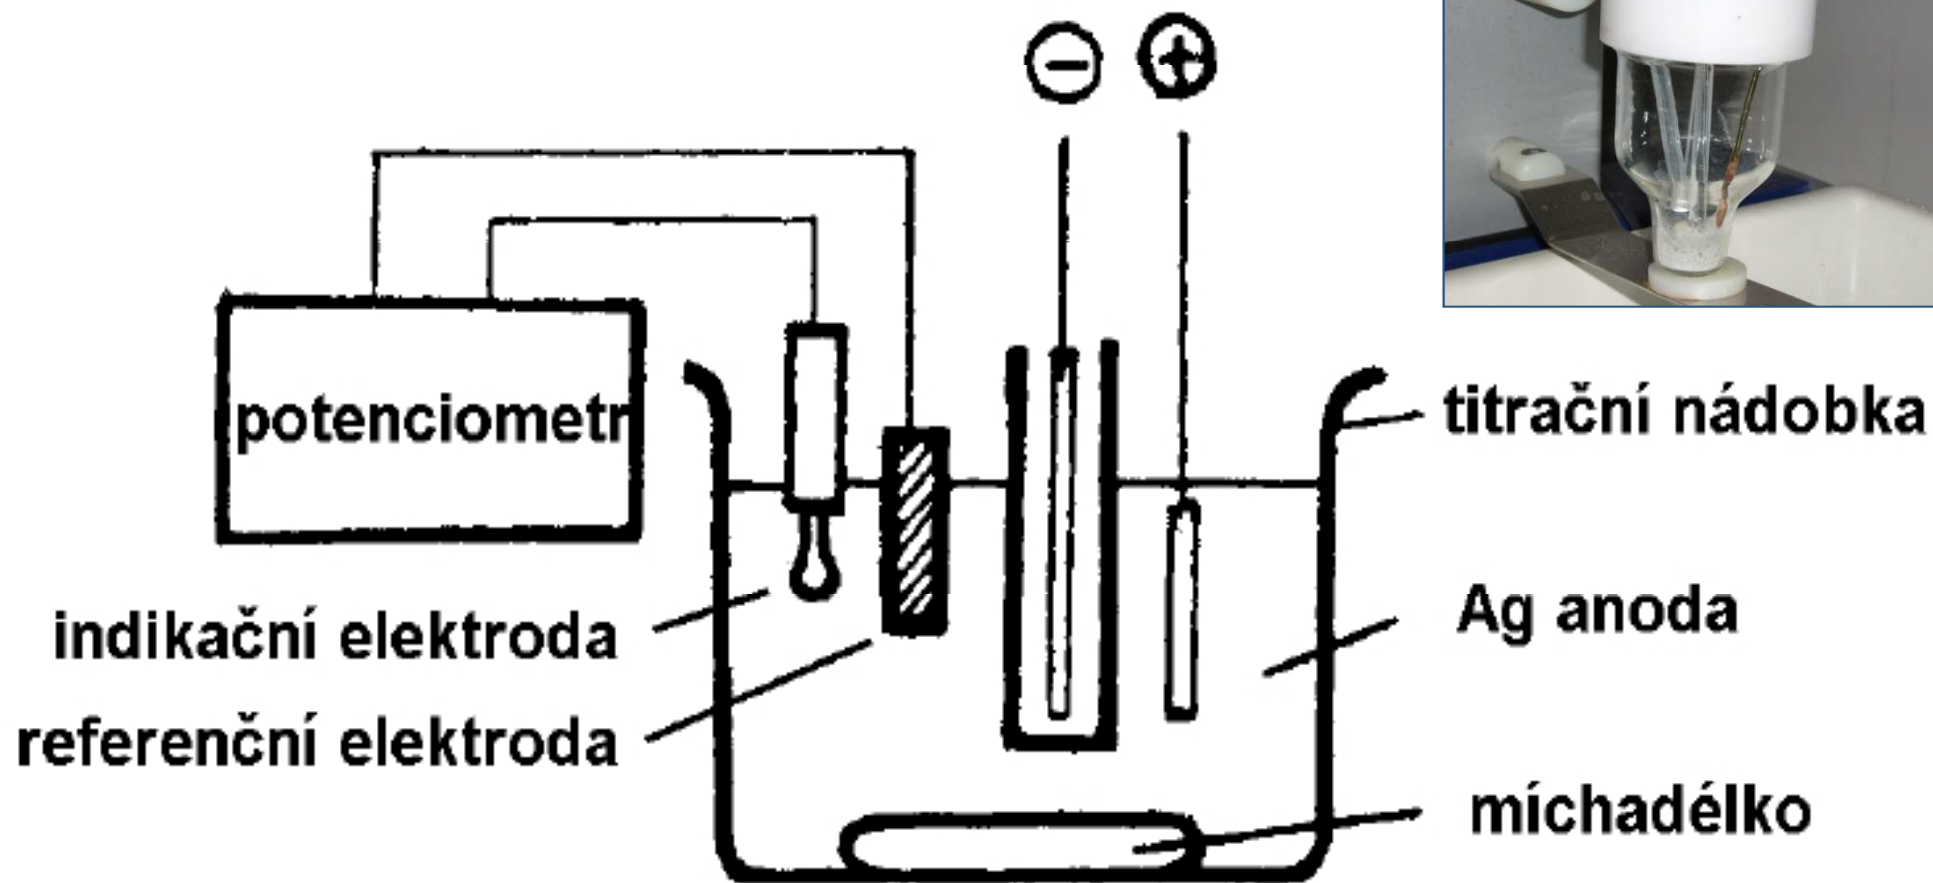 −
+
potenciometr
titrační nádobka
indikační elektroda
Ag anoda
referenční elektroda
míchadélko